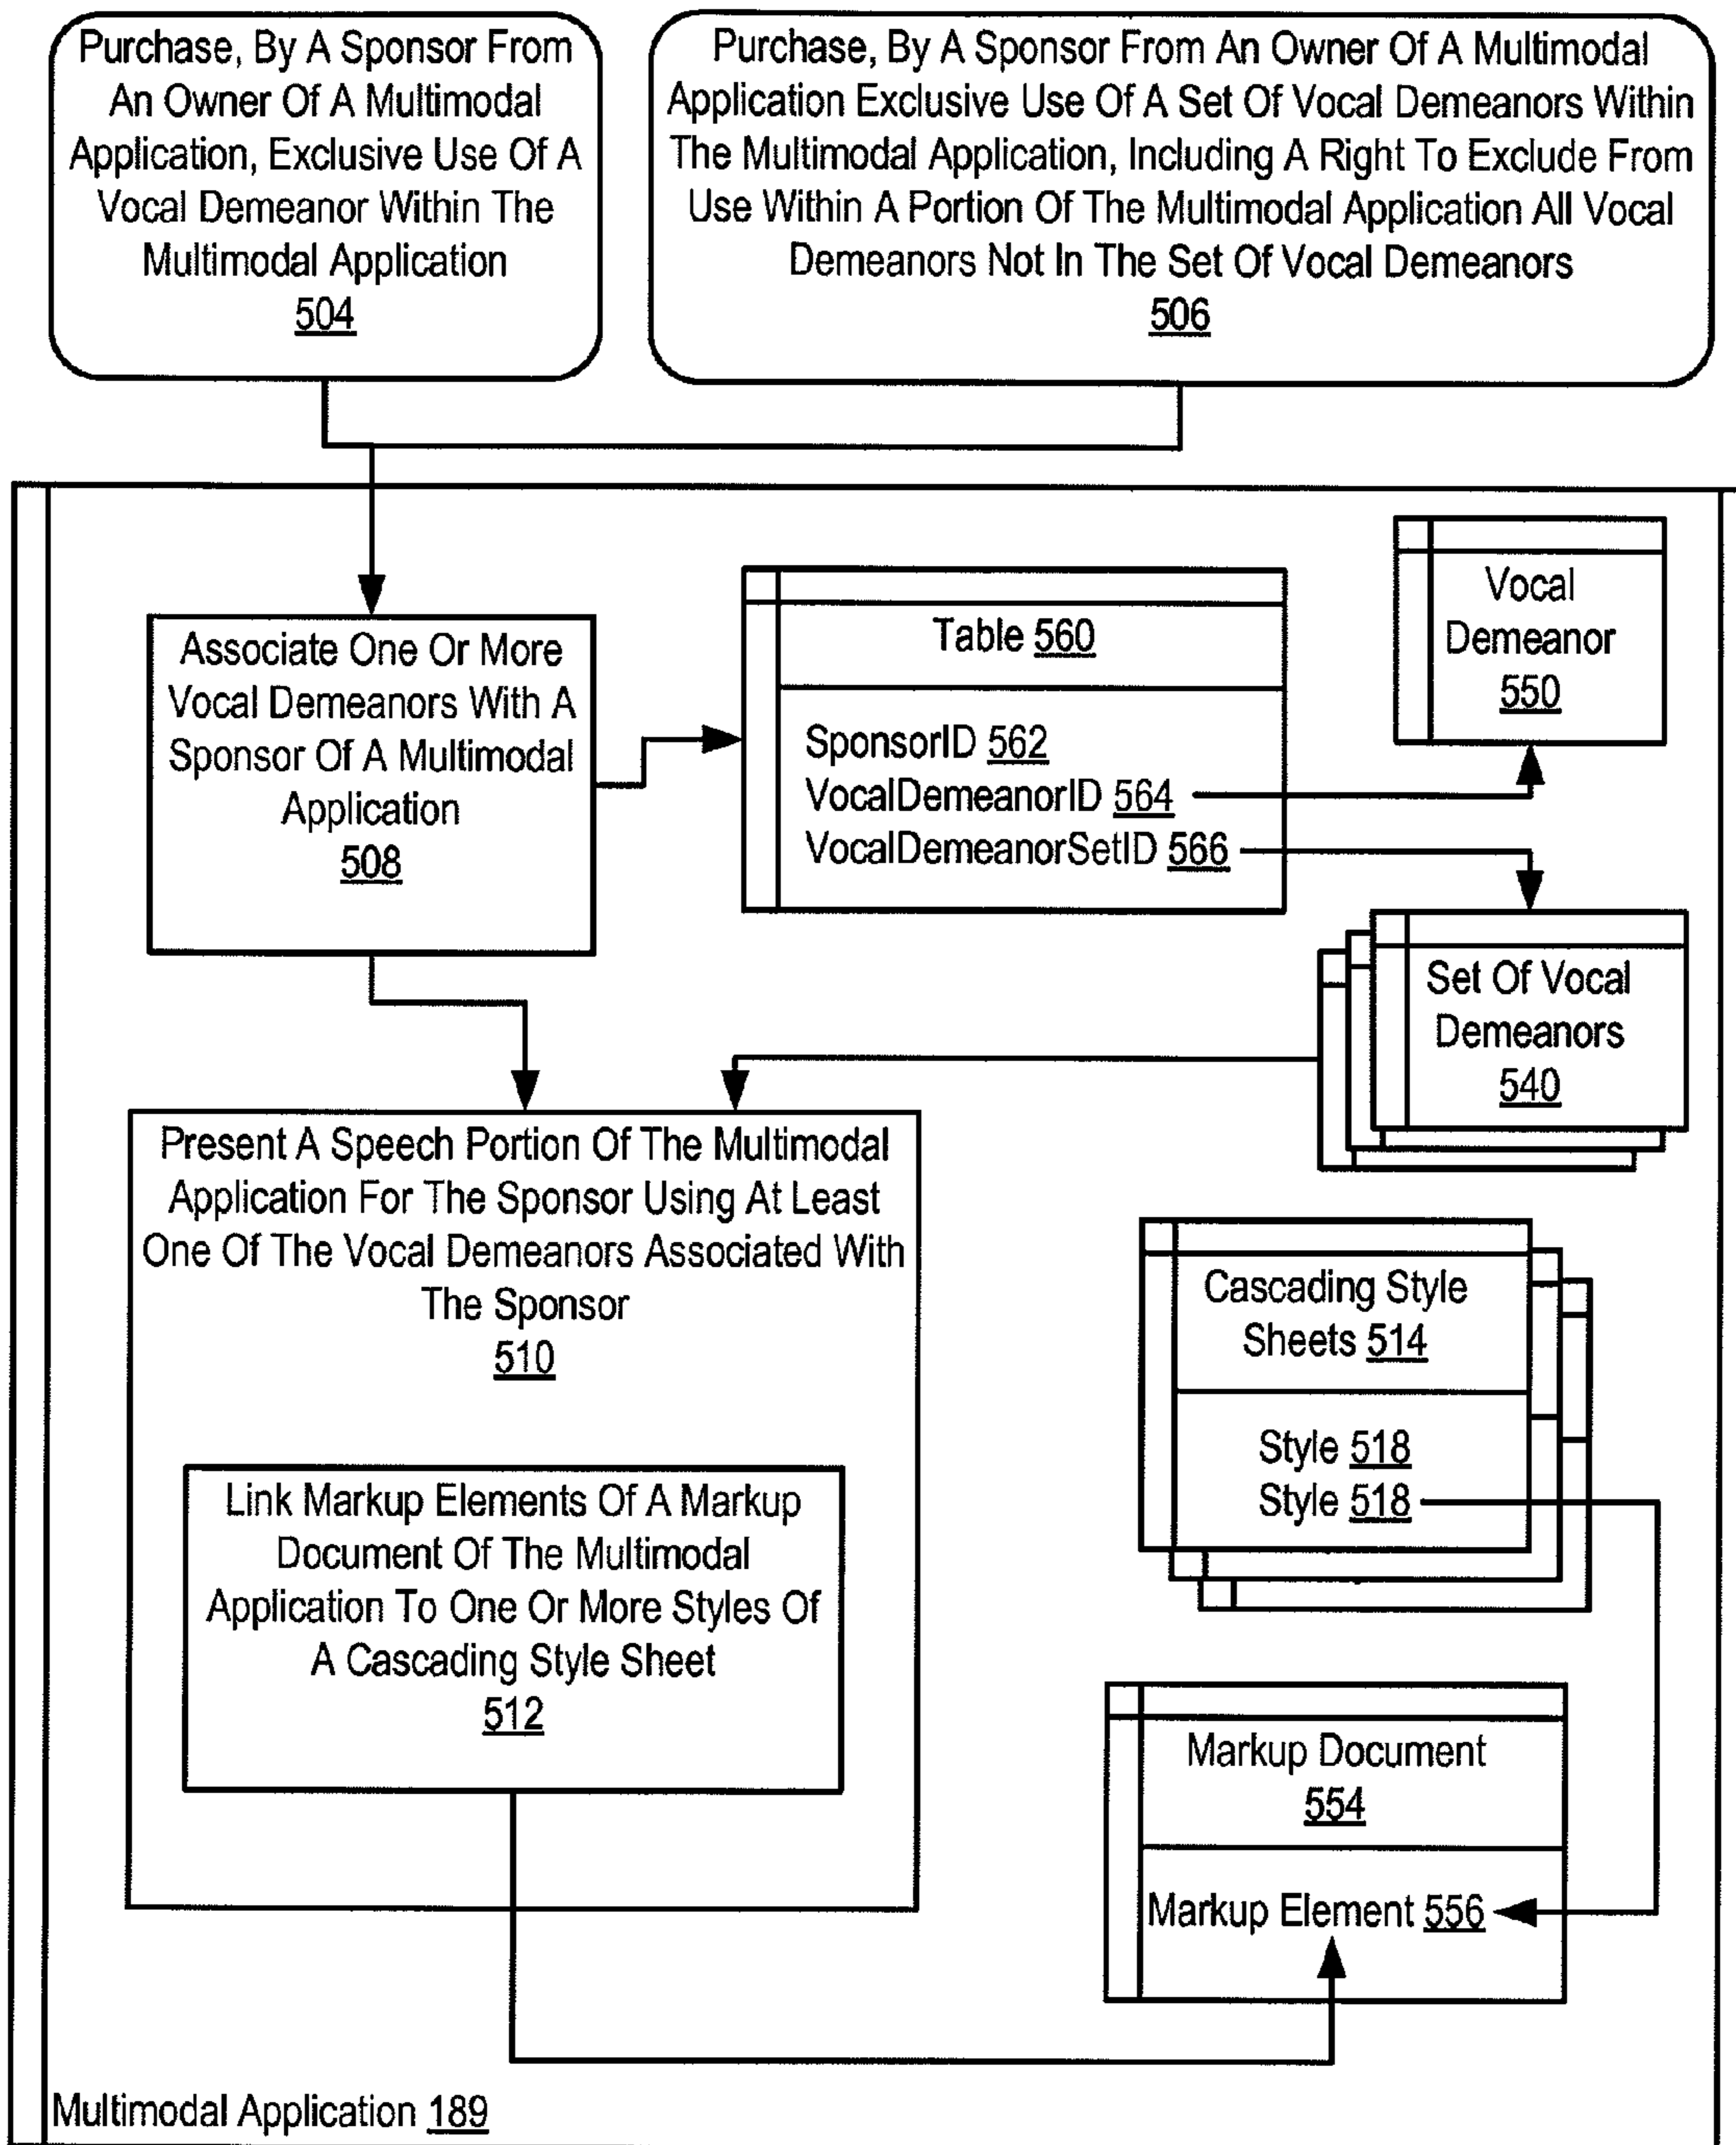 Purchase, By A Sponsor From
An Owner Of A Multimodal
Application, Exclusive Use Of A
Vocal Demeanor Within The
Multimodal Application
504
Purchase, By A Sponsor From An Owner Of A Multimodal
Application Exclusive Use Of A Set Of Vocal Demeanors Within
The Multimodal Application, Including A Right To Exclude From
Use Within A Portion Of The Multimodal Application All Vocal
Demeanors Not In The Set Of Vocal Demeanors
506
Associate One Or More
Vocal Demeanors With A
Sponsor Of A Multimodal
Application
508
Table 560
SponsorID 562
VocalDemeanorID 564
VocalDemeanorSetID 566
Vocal
Demeanor
550
Set Of Vocal
Demeanors
540
Present A Speech Portion Of The Multimodal
Application For The Sponsor Using At Least
One Of The Vocal Demeanors Associated With
The Sponsor
510
Link Markup Elements Of A Markup
Document Of The Multimodal
Application To One Or More Styles Of
A Cascading Style Sheet
512
Cascading Style
Sheets 514
Style 518
Style 518
Markup Document
554
Markup Element 556
Multimodal Application 189